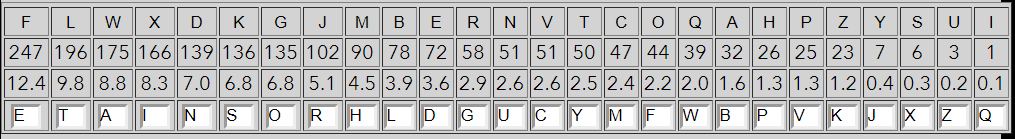 F L W X D K G J M B E R N V T C O Q A H P Z Y S U I
247 196 175 166 139 136 135 102 90 78 72 58 51 51 50 47 44 39 32 26 25 23 7 6 3 1
12.4 9.8 8.8 8.3 7.0 6.8 6.8 5.1 4.5 3.9 3.6 2.9 2.6 2.6 2.5 2.4 2.2 2.0 1.6 1.3 1.3 1.2 0.4 0.3 0.2 0.1
E T A I N S O R H L D G U C Y M F W B P V K J X Z Q